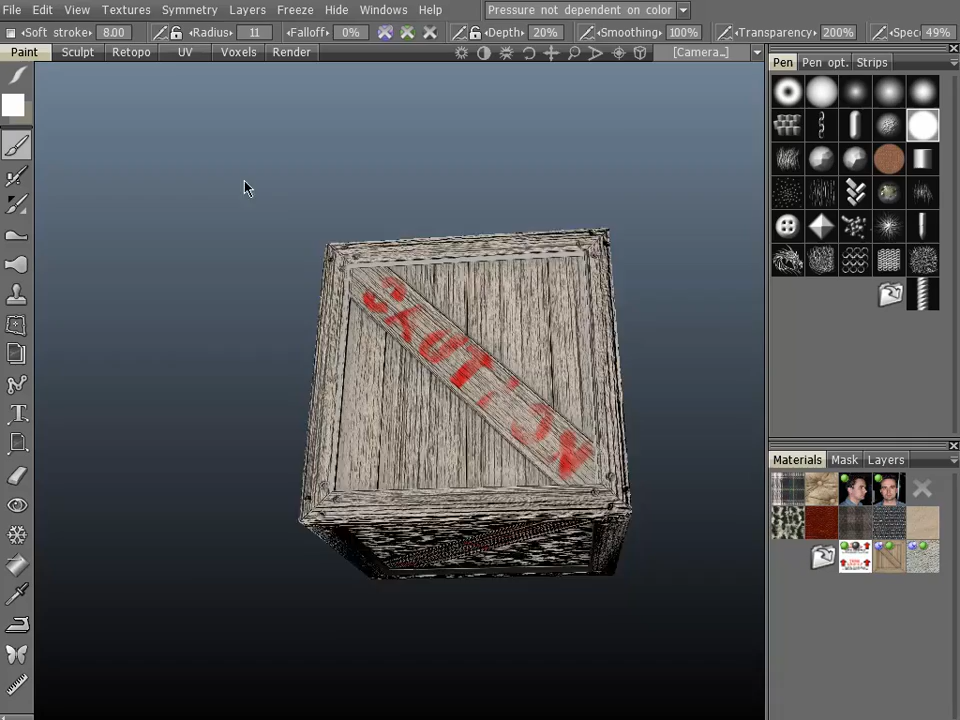 File Edit View Textures Symmetry Layers Freeze Hide Windows Help Pressure not dependent on color
Soft stroke: 8.00 Radius: 11 Falloff: 0% Depth: 20% Smoothing: 100% Transparency: 200% Spec 49%
Paint Sculpt Retopo UV Voxels Render [Camera_]
Pen Pen opt. Strips
CAUTION
Materials Mask Layers